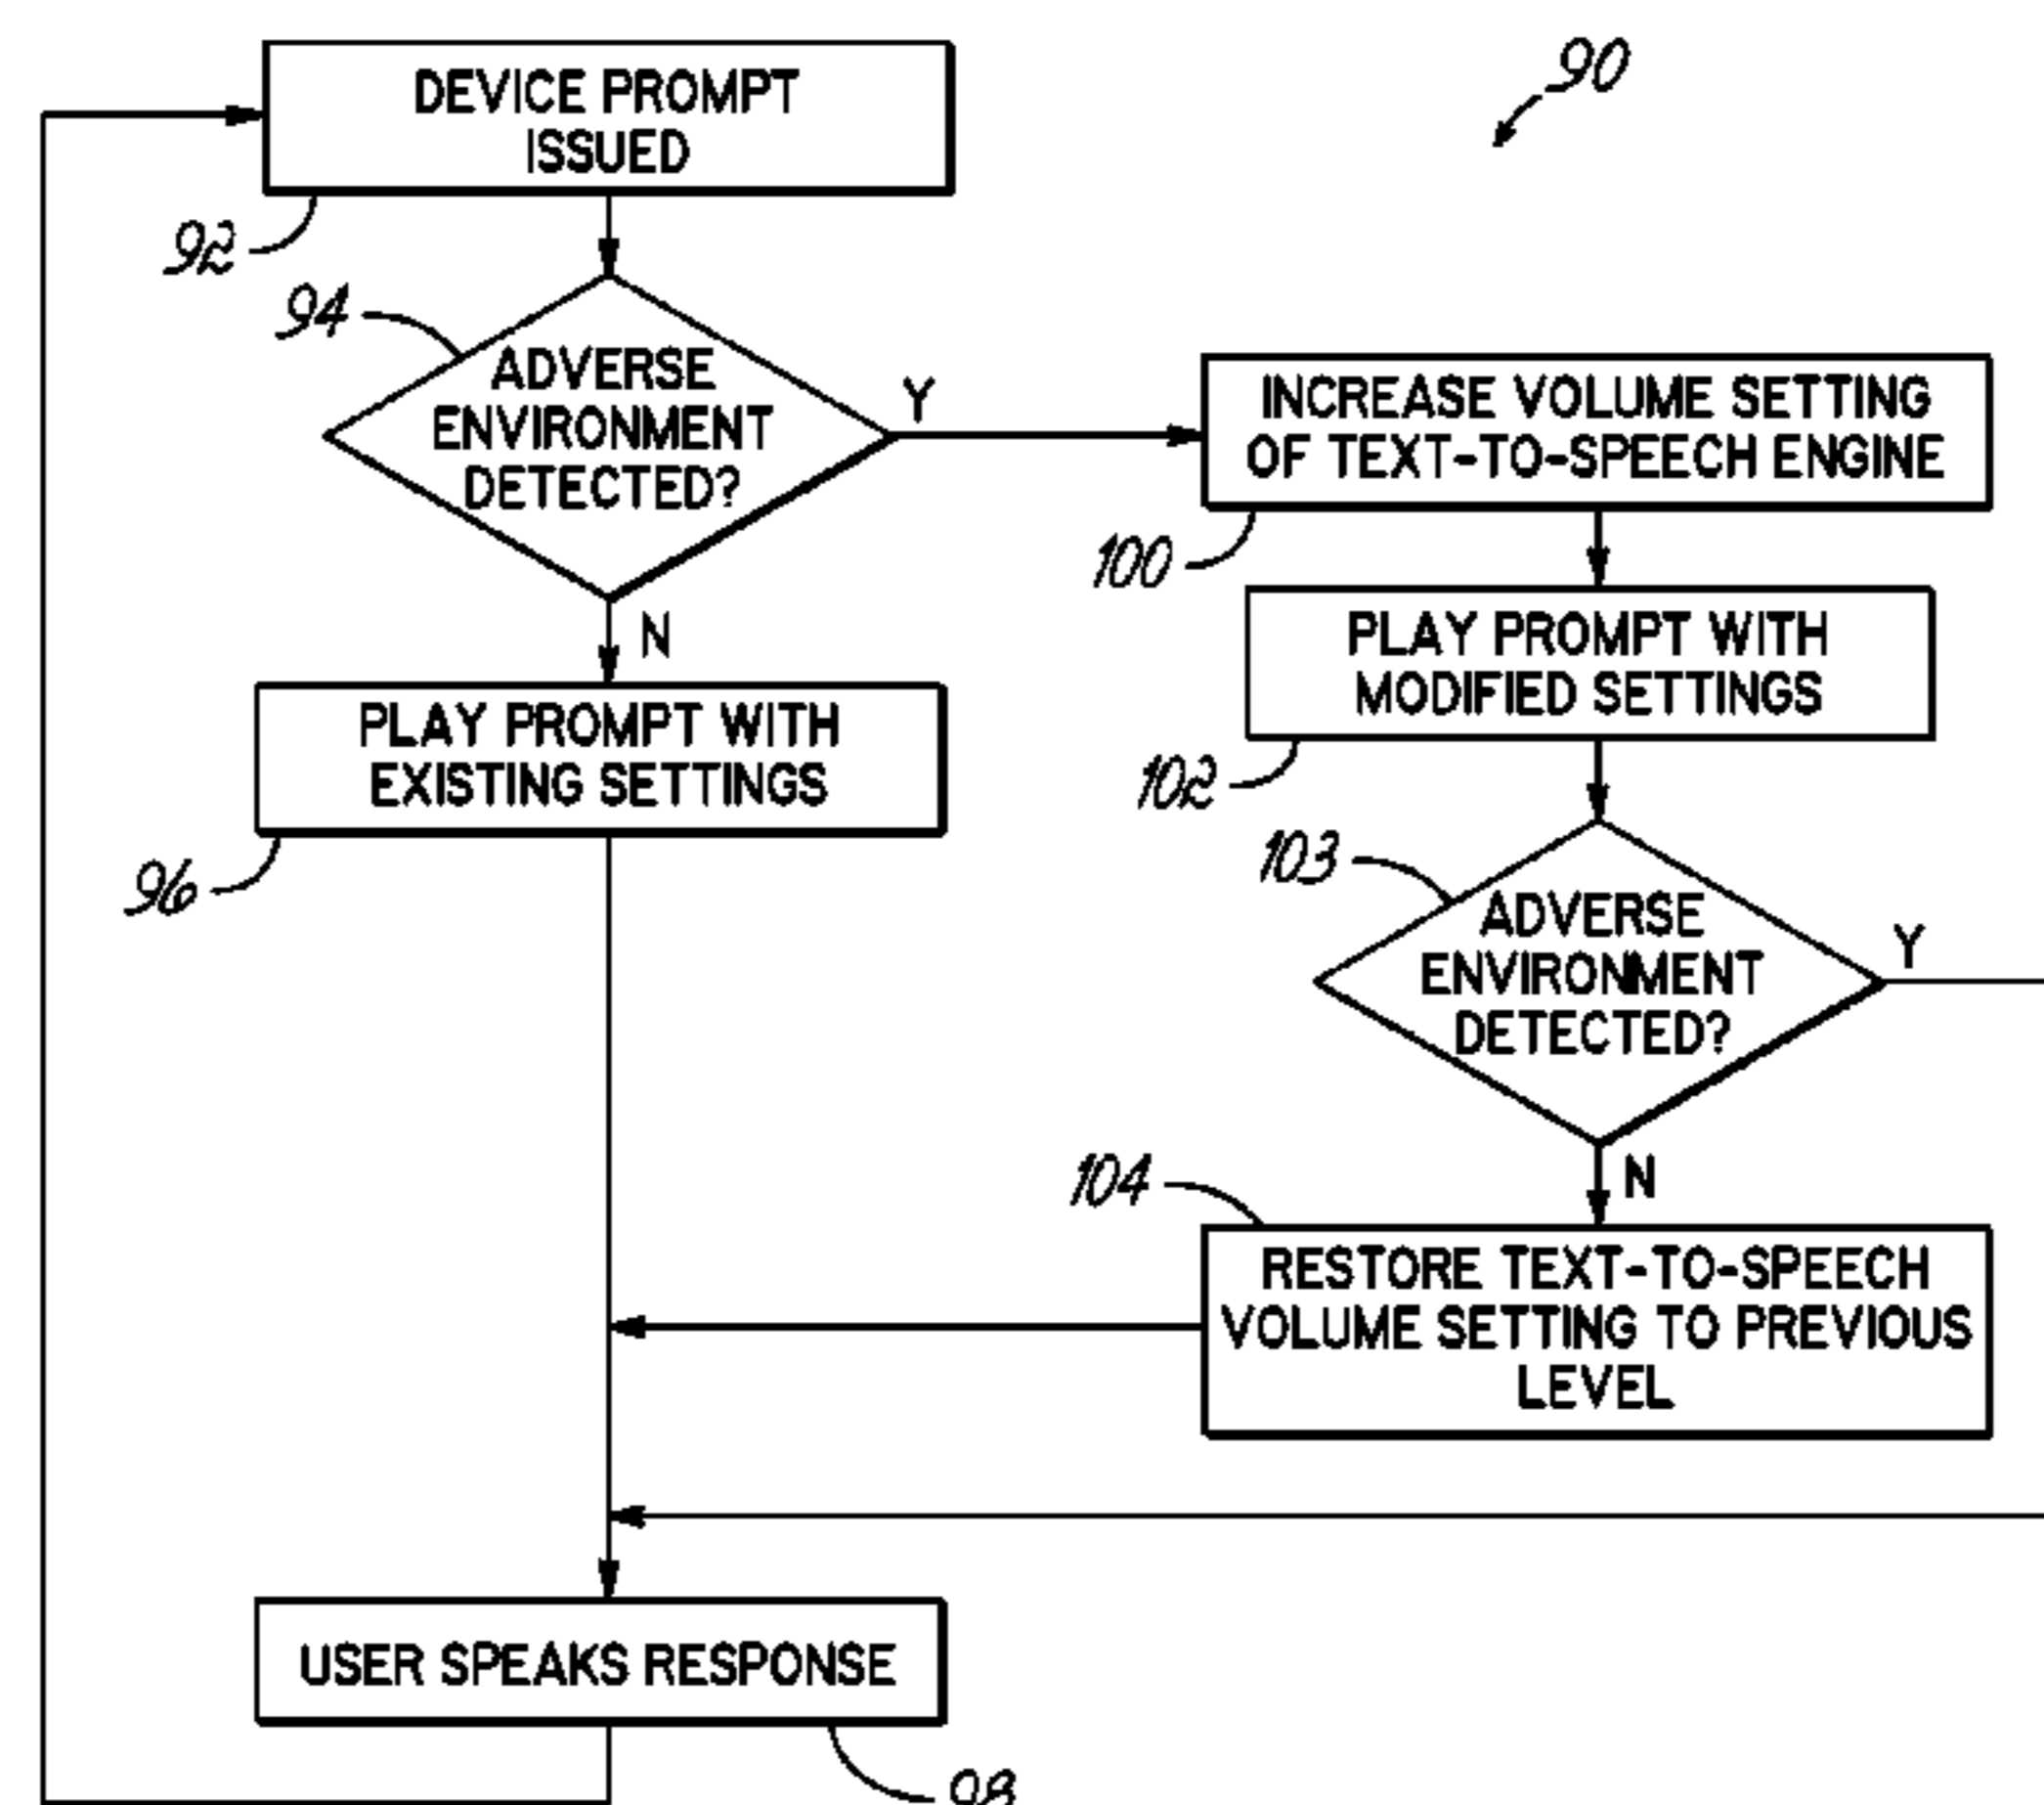 90
DEVICE PROMPT
ISSUED
92
94
ADVERSE
ENVIRONMENT
DETECTED?
Y
N
INCREASE VOLUME SETTING
OF TEXT-TO-SPEECH ENGINE
100
PLAY PROMPT WITH
MODIFIED SETTINGS
102
PLAY PROMPT WITH
EXISTING SETTINGS
96
103
ADVERSE
ENVIRONMENT
DETECTED?
Y
N
104
RESTORE TEXT-TO-SPEECH
VOLUME SETTING TO PREVIOUS
LEVEL
USER SPEAKS RESPONSE
98